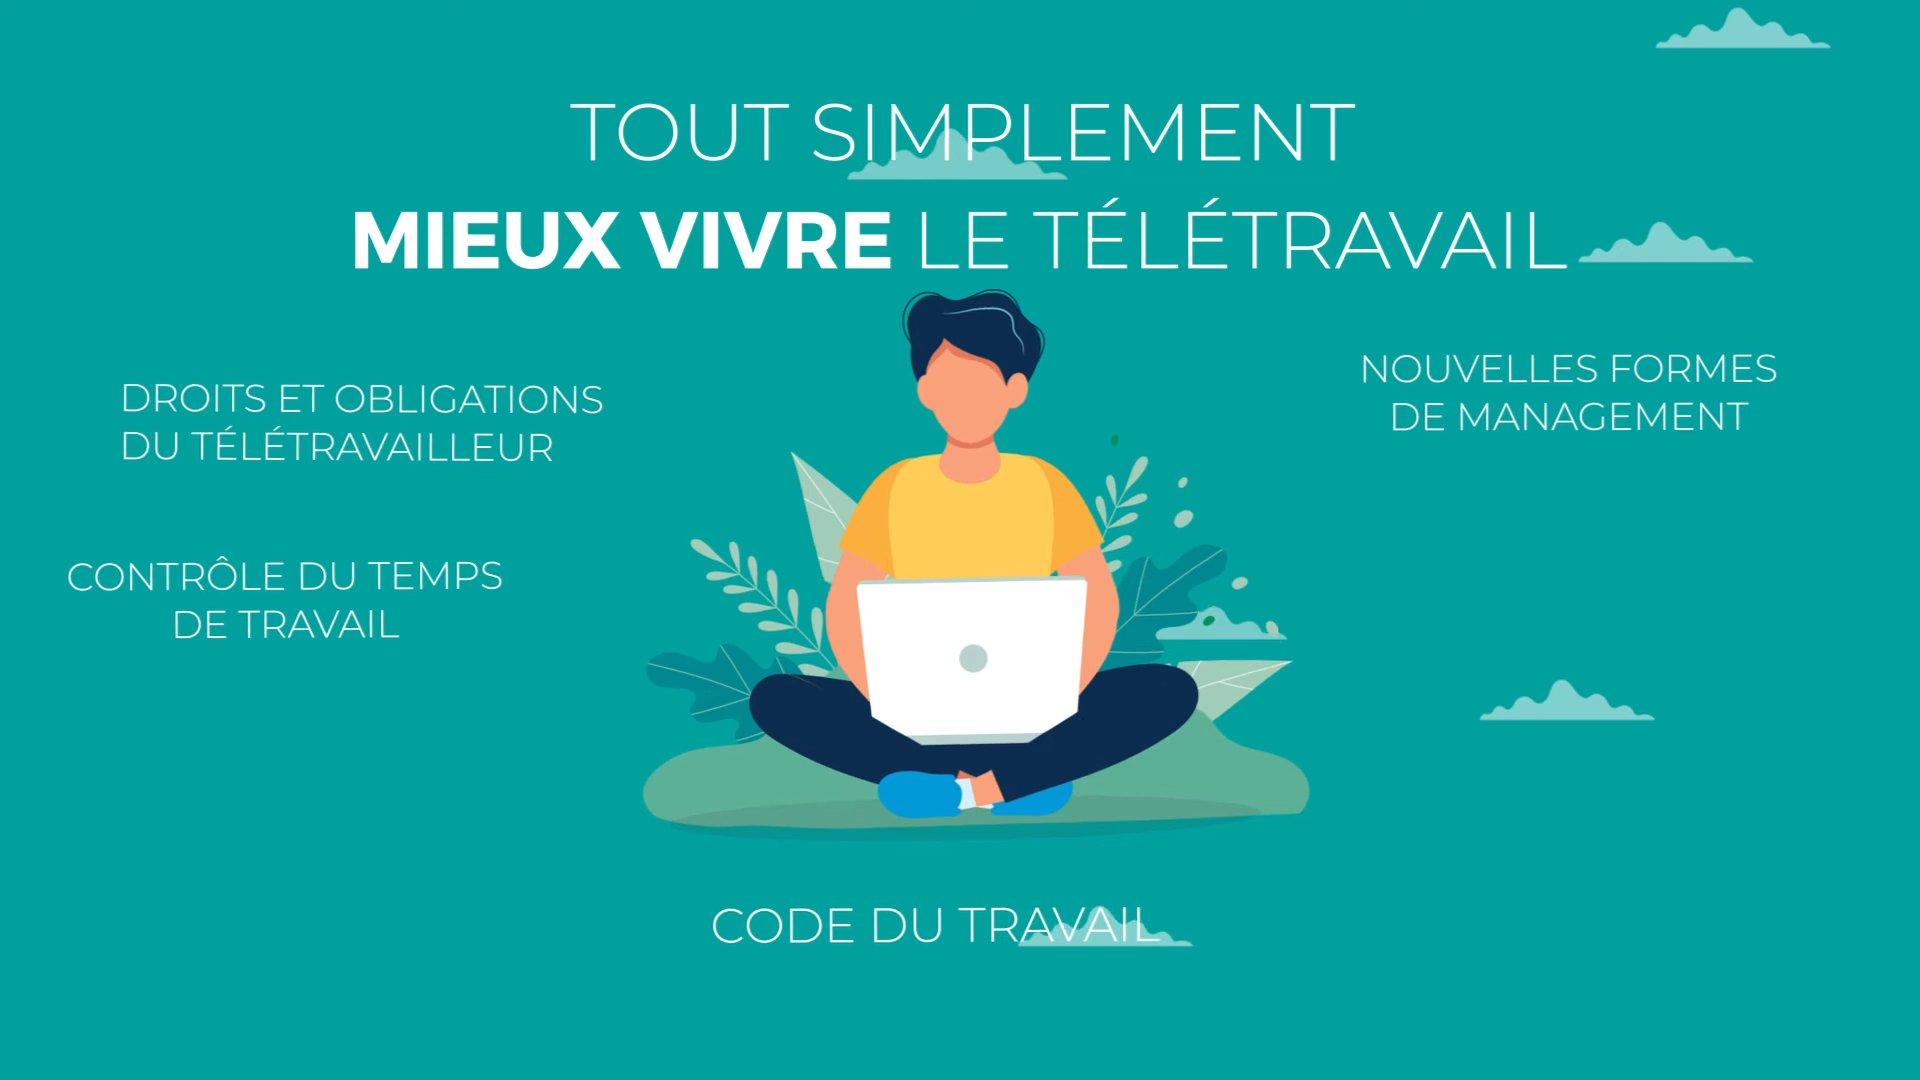 TOUT SIMPLEMENT
MIEUX VIVRE LE TÉLÉTRAVAIL
DROITS ET OBLIGATIONS
DU TÉLÉTRAVAILLEUR
NOUVELLES FORMES
DE MANAGEMENT
CONTRÔLE DU TEMPS
DE TRAVAIL
CODE DU TRAVAIL